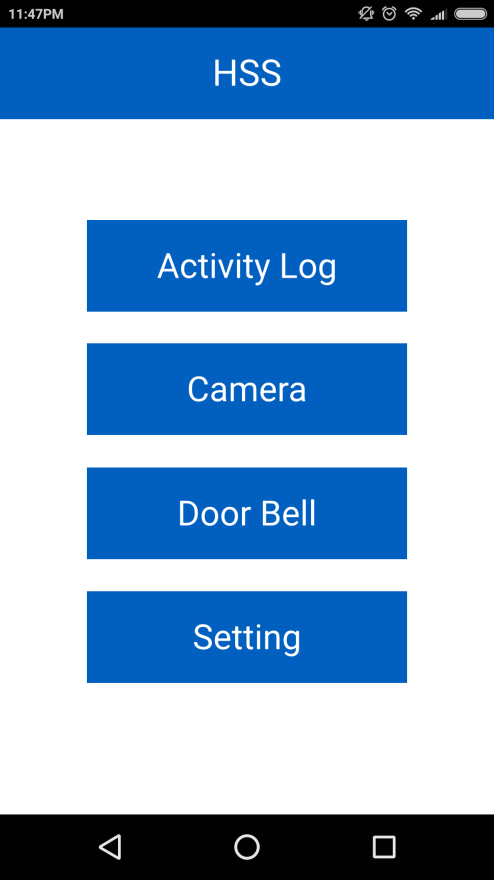 11:47PM
HSS
Activity Log
Camera
Door Bell
Setting